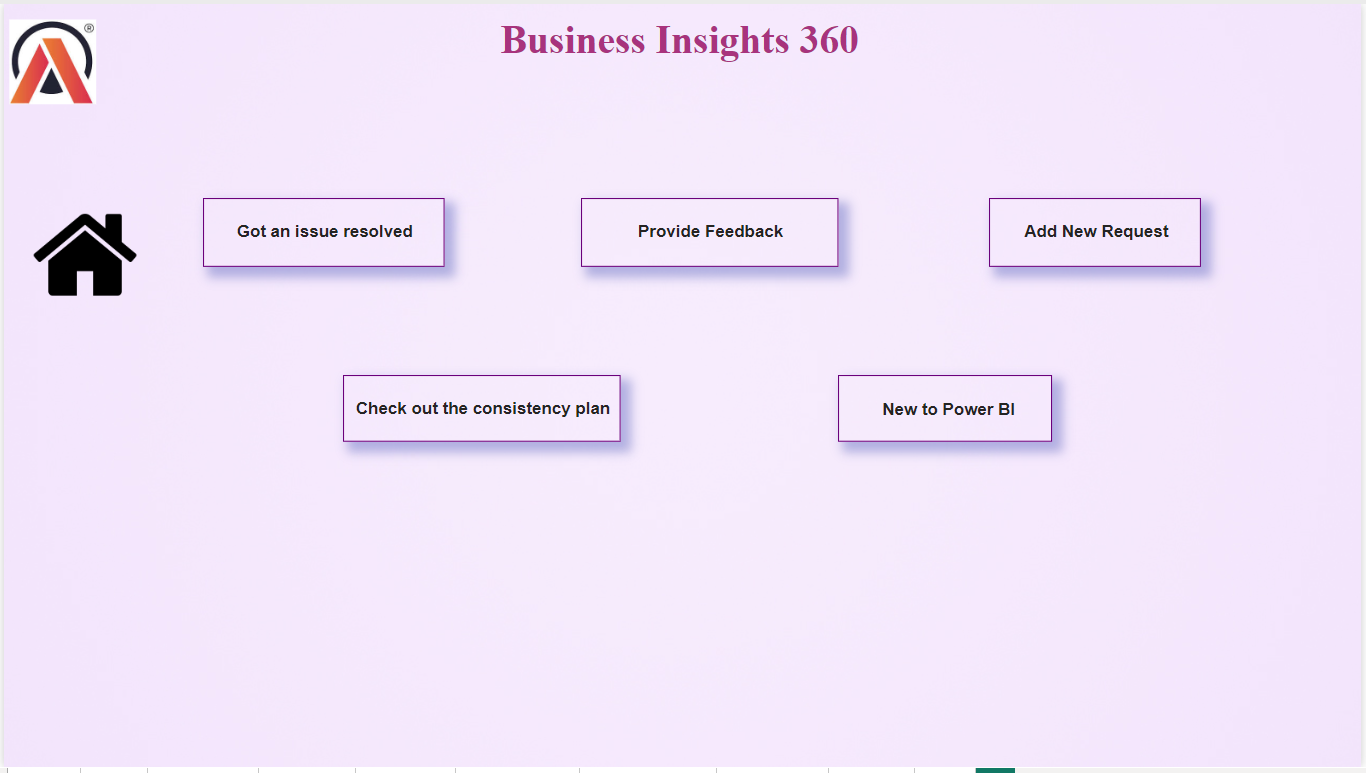 Business Insights 360
®
Got an issue resolved
Provide Feedback
Add New Request
Check out the consistency plan
New to Power BI